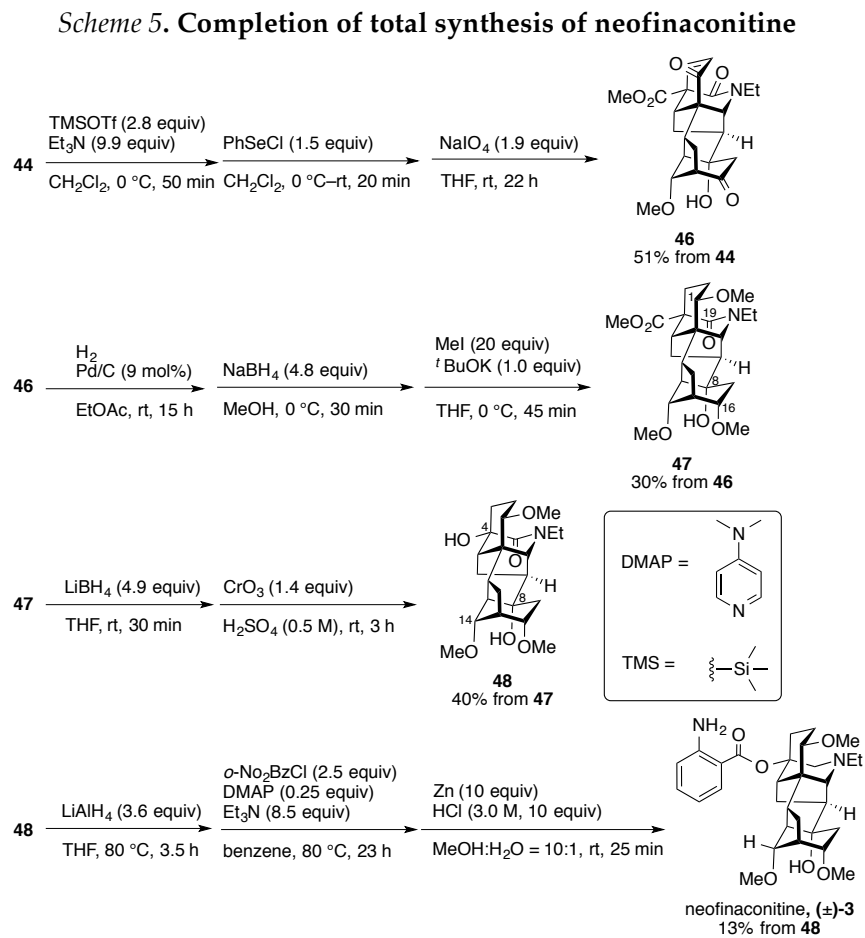 Scheme 5. Completion of total synthesis of neofinaconitine
44
TMSOTf (2.8 equiv)
Et₃N (9.9 equiv)
CH₂Cl₂, 0 °C, 50 min
PhSeCl (1.5 equiv)
CH₂Cl₂, 0 °C–rt, 20 min
NaIO₄ (1.9 equiv)
THF, rt, 22 h
O
O
MeO₂C
NEt
H
MeO
HO
O
46
51% from 44
46
H₂
Pd/C (9 mol%)
EtOAc, rt, 15 h
NaBH₄ (4.8 equiv)
MeOH, 0 °C, 30 min
MeI (20 equiv)
ᵗBuOK (1.0 equiv)
THF, 0 °C, 45 min
1
OMe
19
MeO₂C
NEt
O
H
8
16
MeO
HO
OMe
47
30% from 46
47
LiBH₄ (4.9 equiv)
THF, rt, 30 min
CrO₃ (1.4 equiv)
H₂SO₄ (0.5 M), rt, 3 h
OMe
4
HO
NEt
O
H
8
14
HO
MeO
OMe
48
40% from 47
DMAP =
N
N
TMS =
Si
48
LiAlH₄ (3.6 equiv)
THF, 80 °C, 3.5 h
o-No₂BzCl (2.5 equiv)
DMAP (0.25 equiv)
Et₃N (8.5 equiv)
benzene, 80 °C, 23 h
Zn (10 equiv)
HCl (3.0 M, 10 equiv)
MeOH:H₂O = 10:1, rt, 25 min
NH₂
O
OMe
O
NEt
H
H
HO
MeO
OMe
neofinaconitine, (±)-3
13% from 48